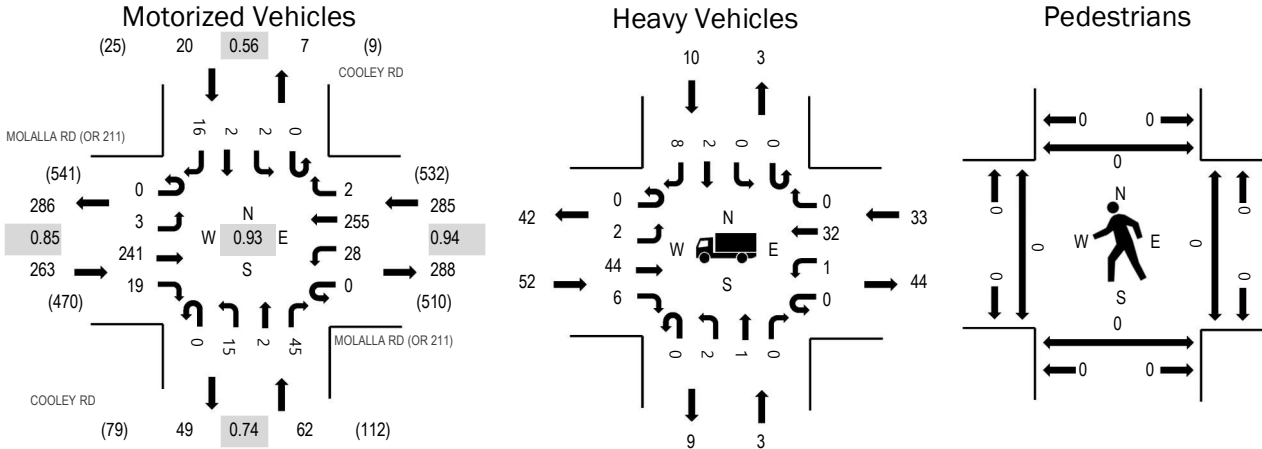 Motorized Vehicles Heavy Vehicles Pedestrians
(25) 20 0.56 7 (9)
10 3
COOLEY RD
16 2 2 0
8 2 0 0
0 0
0
MOLALLA RD (OR 211)
(541) 0 2 (532)
286 285
0 0
42 33
0 0
3 N 255
2 N 32
N
0.85 W 0.93 E 0.94
W E
0 W E 0
241 28
44 1
263 S 288
52 S 44
S
19 0
6 0
0 0
(470) (510)
0 15 2 45
0 2 1 0
0
MOLALLA RD (OR 211)
0 0
COOLEY RD
(79) 49 0.74 62 (112)
9 3